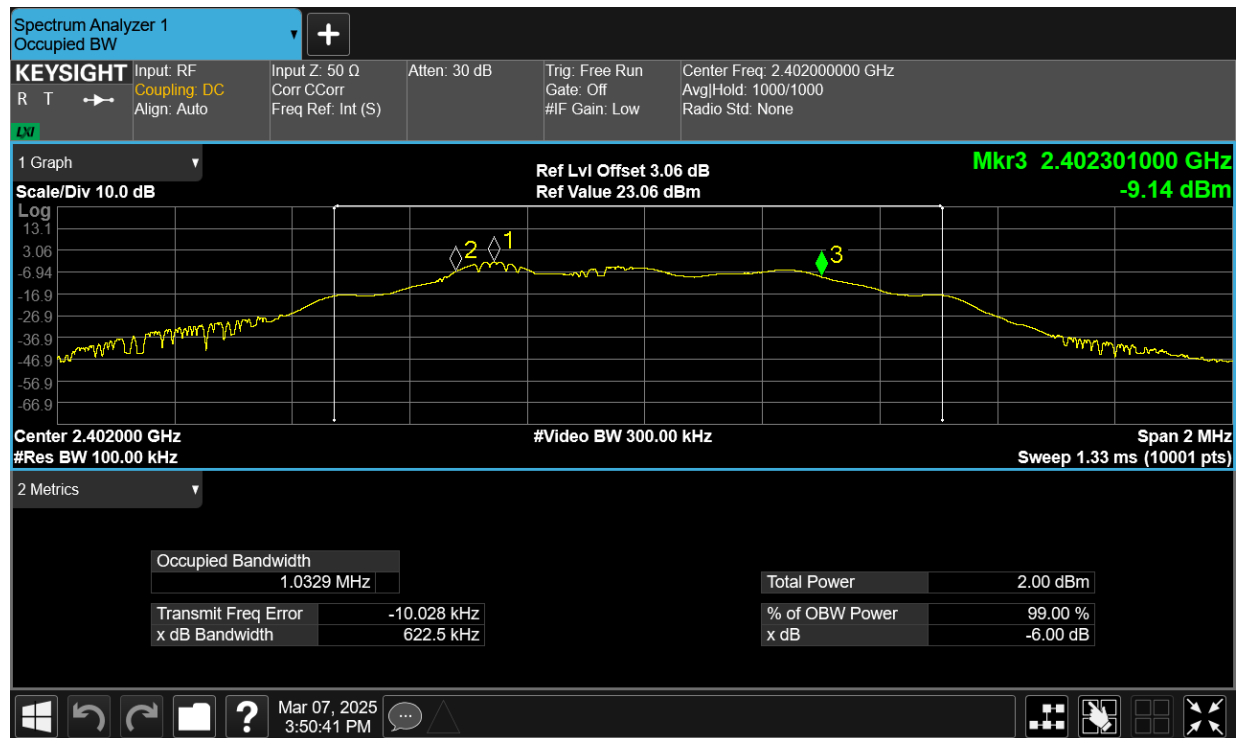 Spectrum Analyzer 1
Occupied BW
KEYSIGHT
R T
LXI
Input: RF
Coupling: DC
Align: Auto
Input Z: 50 Ω
Corr CCorr
Freq Ref: Int (S)
Atten: 30 dB
Trig: Free Run
Gate: Off
#IF Gain: Low
Center Freq: 2.402000000 GHz
Avg|Hold: 1000/1000
Radio Std: None
1 Graph
Scale/Div 10.0 dB
Ref Lvl Offset 3.06 dB
Ref Value 23.06 dBm
Mkr3 2.402301000 GHz
-9.14 dBm
Log
13.1
3.06
-6.94
-16.9
-26.9
-36.9
-46.9
-56.9
-66.9
2
1
3
Center 2.402000 GHz
#Res BW 100.00 kHz
#Video BW 300.00 kHz
Span 2 MHz
Sweep 1.33 ms (10001 pts)
2 Metrics
Occupied Bandwidth
1.0329 MHz
Transmit Freq Error -10.028 kHz
x dB Bandwidth 622.5 kHz
Total Power 2.00 dBm
% of OBW Power 99.00 %
x dB -6.00 dB
?
Mar 07, 2025
3:50:41 PM